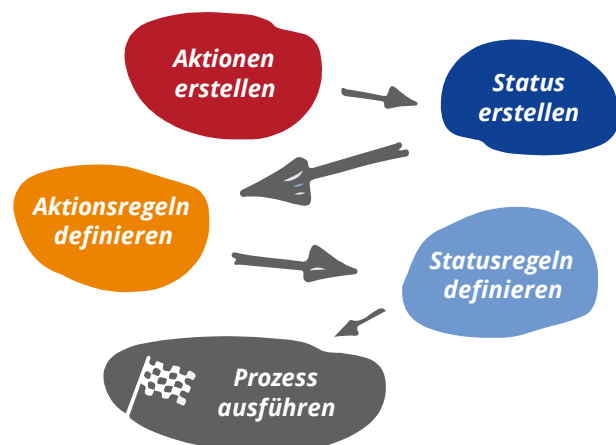 Aktionen
erstellen
Status
erstellen
Aktionsregeln
definieren
Statusregeln
definieren
Prozess
ausführen